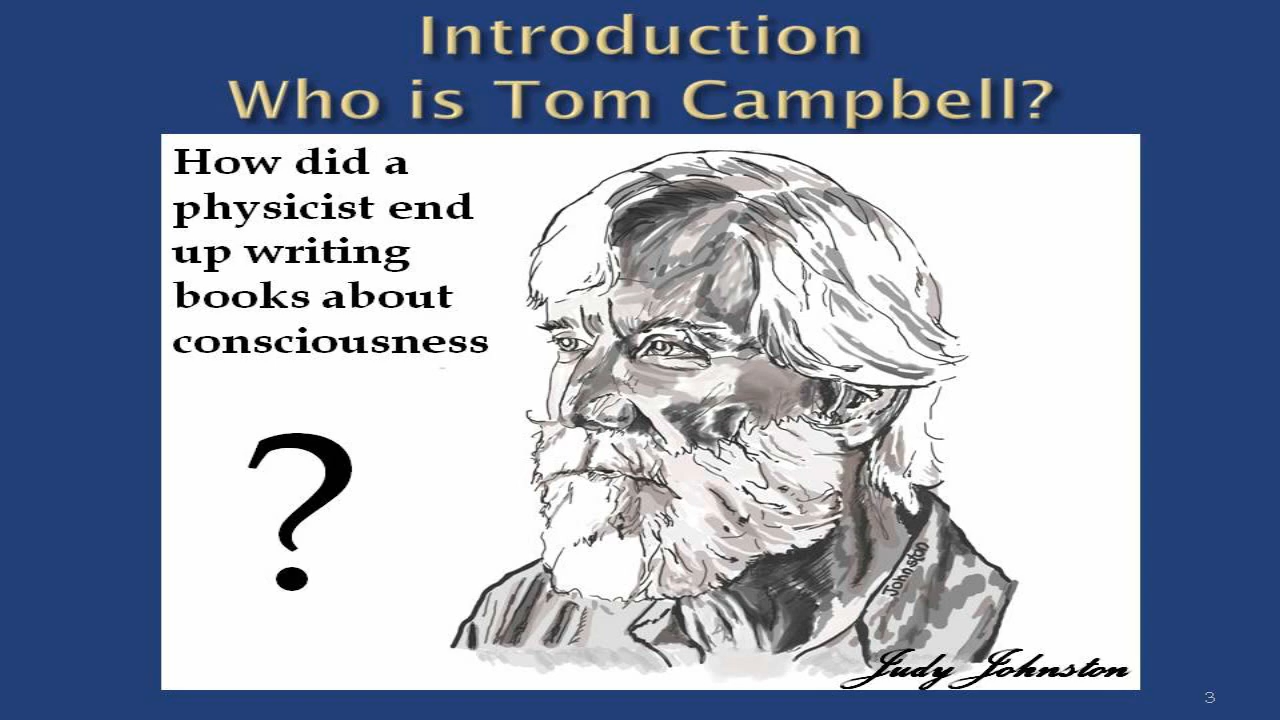 Introduction
Who is Tom Campbell?
How did a
physicist end
up writing
books about
consciousness
?
Johnston
Judy Johnston
3